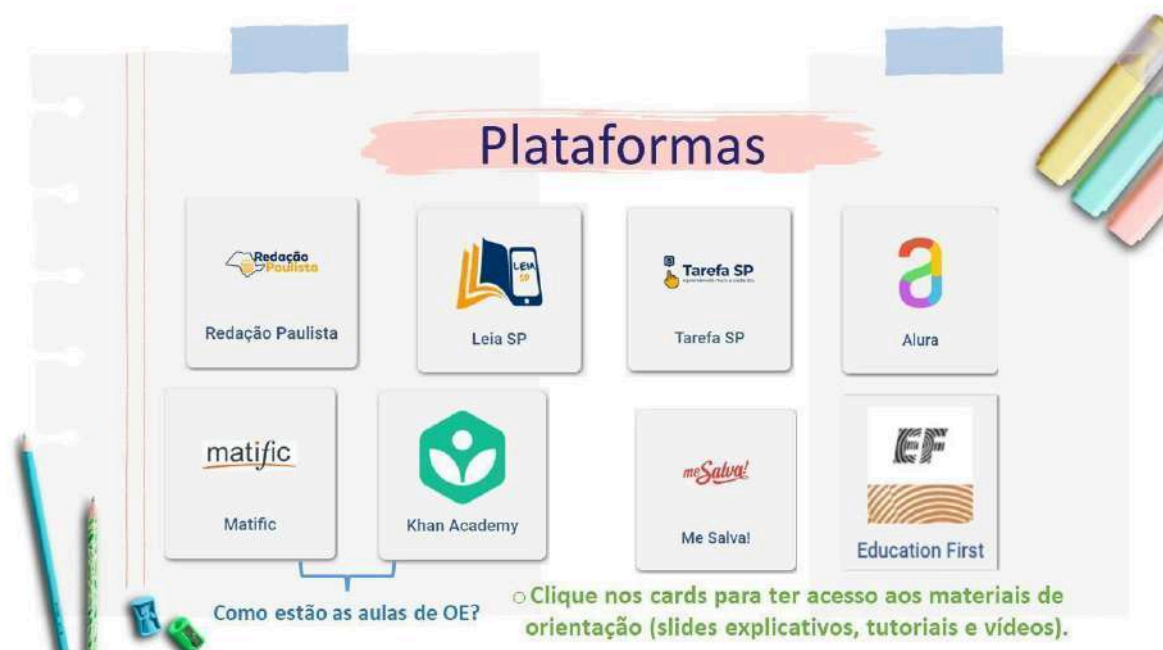 Plataformas
Redação
Paulista
Redação Paulista
LEIA
SP
Leia SP
Tarefa SP
Tarefa SP
a
Alura
matific
Matific
Khan Academy
me Salva!
Me Salva!
EF
Education First
Como estão as aulas de OE?
Clique nos cards para ter acesso aos materiais de
orientação (slides explicativos, tutoriais e vídeos).